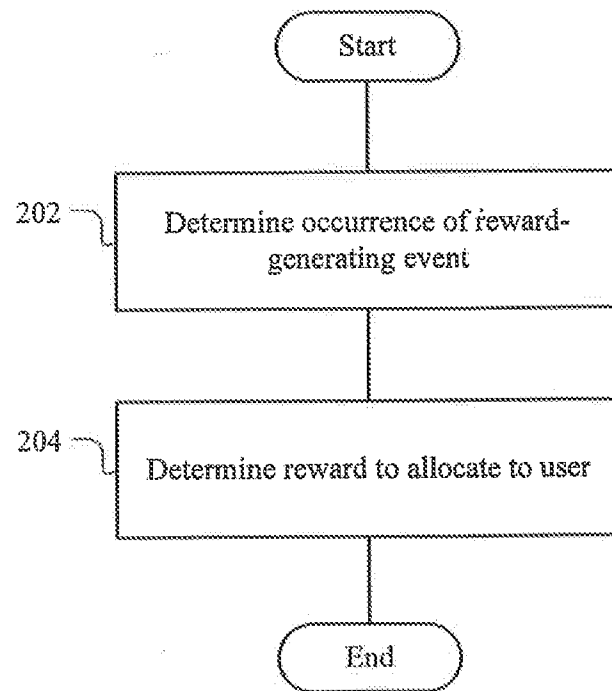 Start
202
Determine occurrence of reward-
generating event
204
Determine reward to allocate to user
End